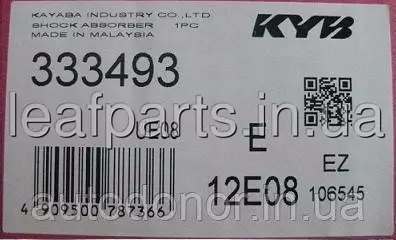 KAYABA INDUSTRY CO.,LTD
SHOCK ABSORBER 1PC
MADE IN MALAYSIA
KYB
333493
leafparts.in.ua
UE08
E
EZ
12E08
106545
4 909500 787366
autodonor.in.ua